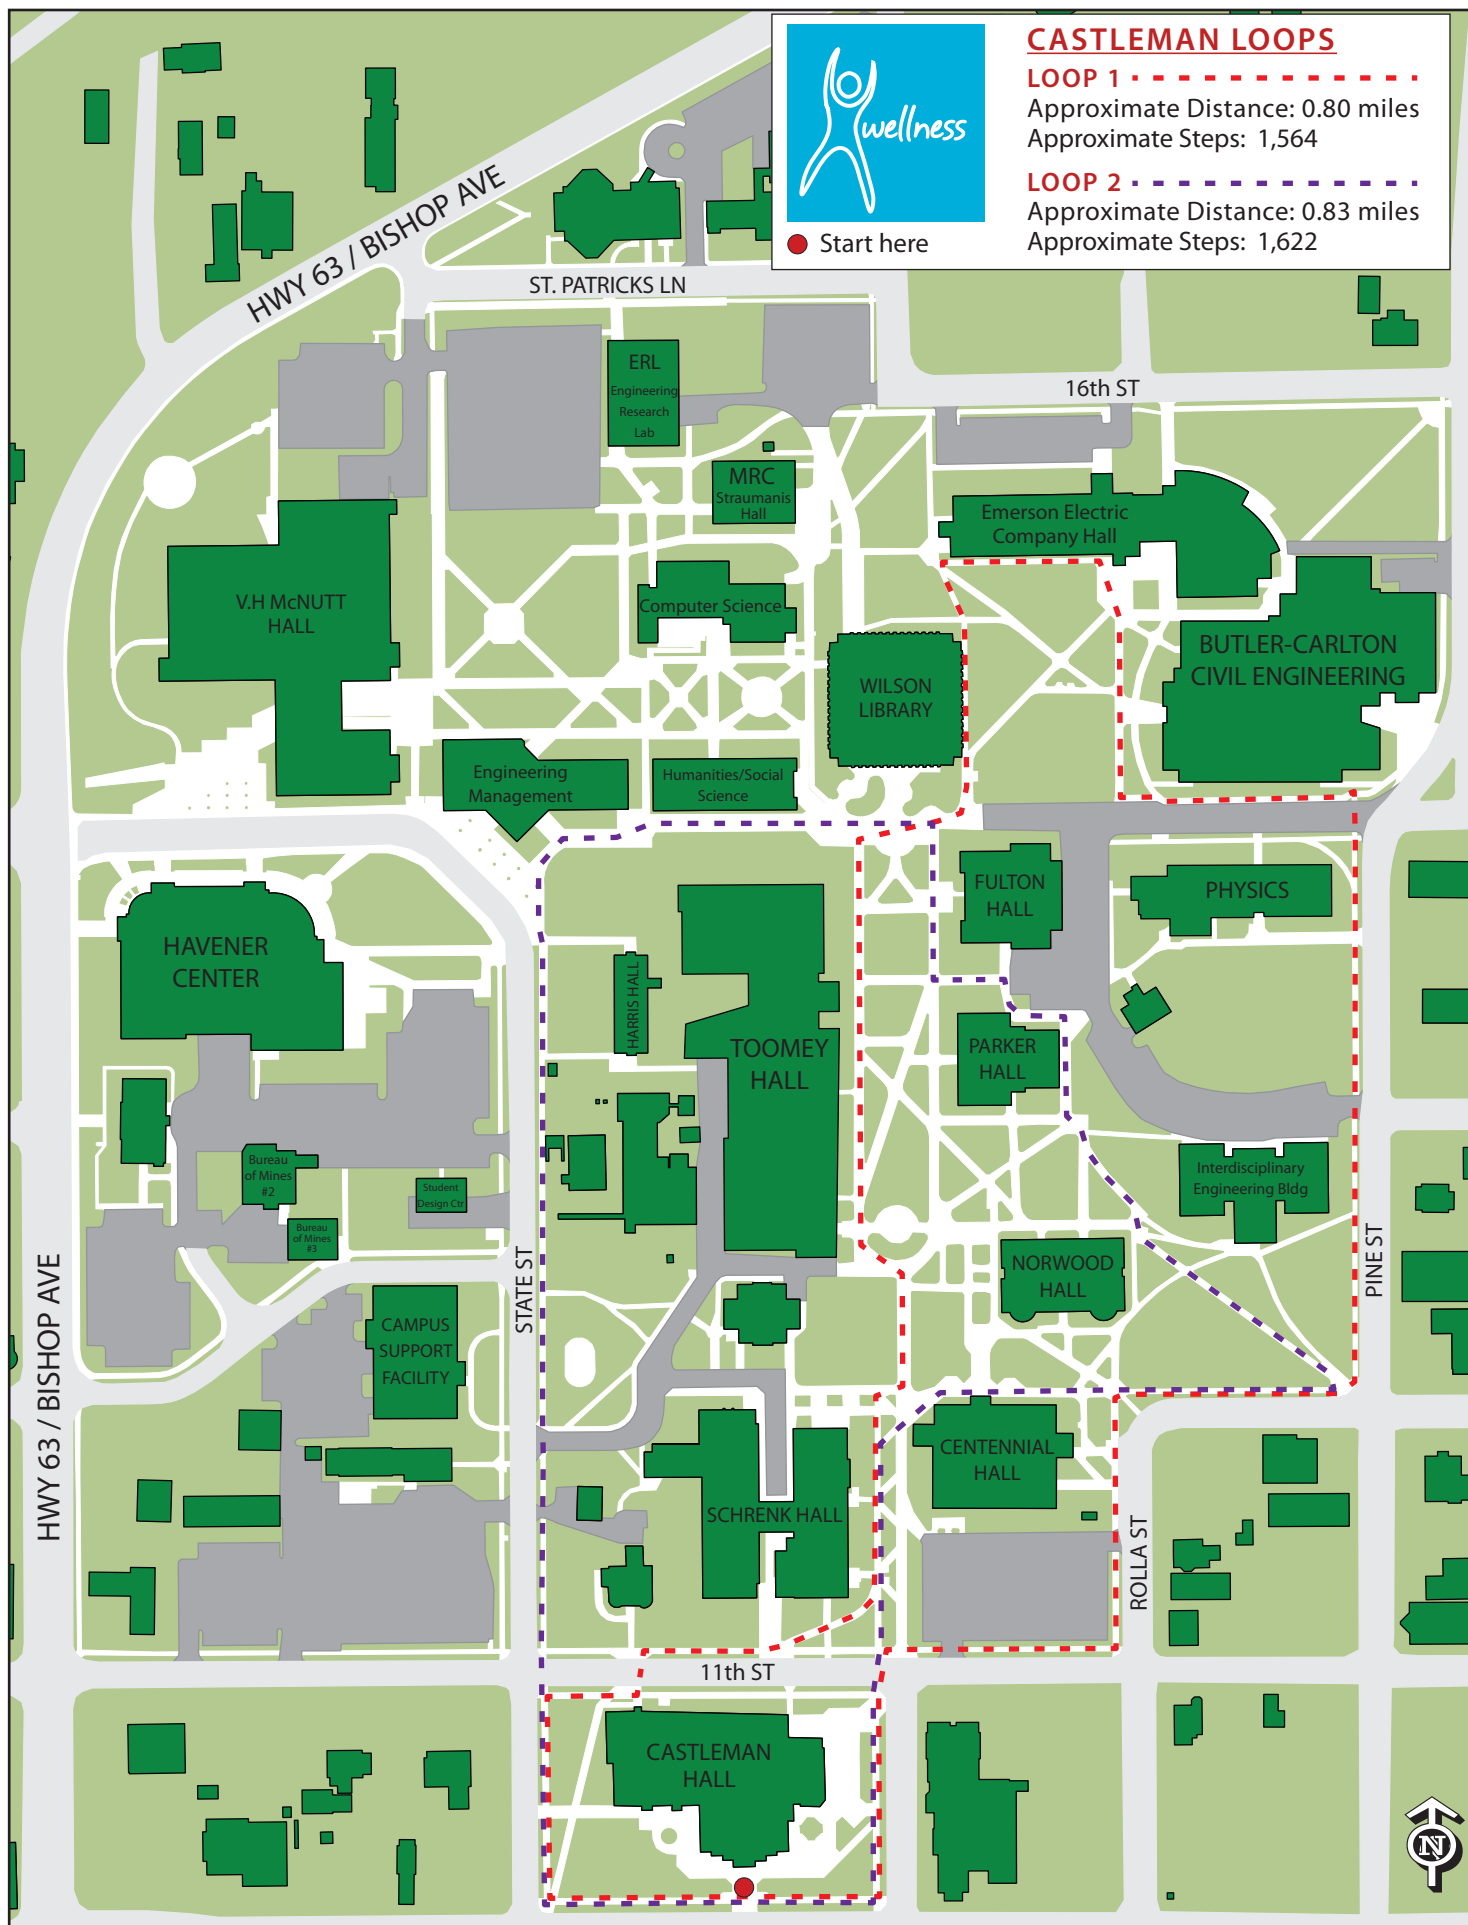 CASTLEMAN LOOPS
LOOP 1
Approximate Distance: 0.80 miles
Approximate Steps: 1,564
LOOP 2
Approximate Distance: 0.83 miles
Approximate Steps: 1,622
wellness
Start here
HWY 63 / BISHOP AVE
ST. PATRICKS LN
16th ST
ERL
Engineering
Research
Lab
MRC
Straumanis
Hall
Emerson Electric
Company Hall
V.H McNUTT
HALL
Computer Science
WILSON
LIBRARY
BUTLER-CARLTON
CIVIL ENGINEERING
Engineering
Management
Humanities/Social
Science
HAVENER
CENTER
FULTON
HALL
PHYSICS
HARRIS HALL
TOOMEY
HALL
PARKER
HALL
Bureau
of Mines
#2
Student
Design Ctr
Bureau
of Mines
#3
Interdisciplinary
Engineering Bldg
NORWOOD
HALL
PINE ST
STATE ST
HWY 63 / BISHOP AVE
CAMPUS
SUPPORT
FACILITY
CENTENNIAL
HALL
SCHRENK HALL
ROLLA ST
11th ST
CASTLEMAN
HALL
N